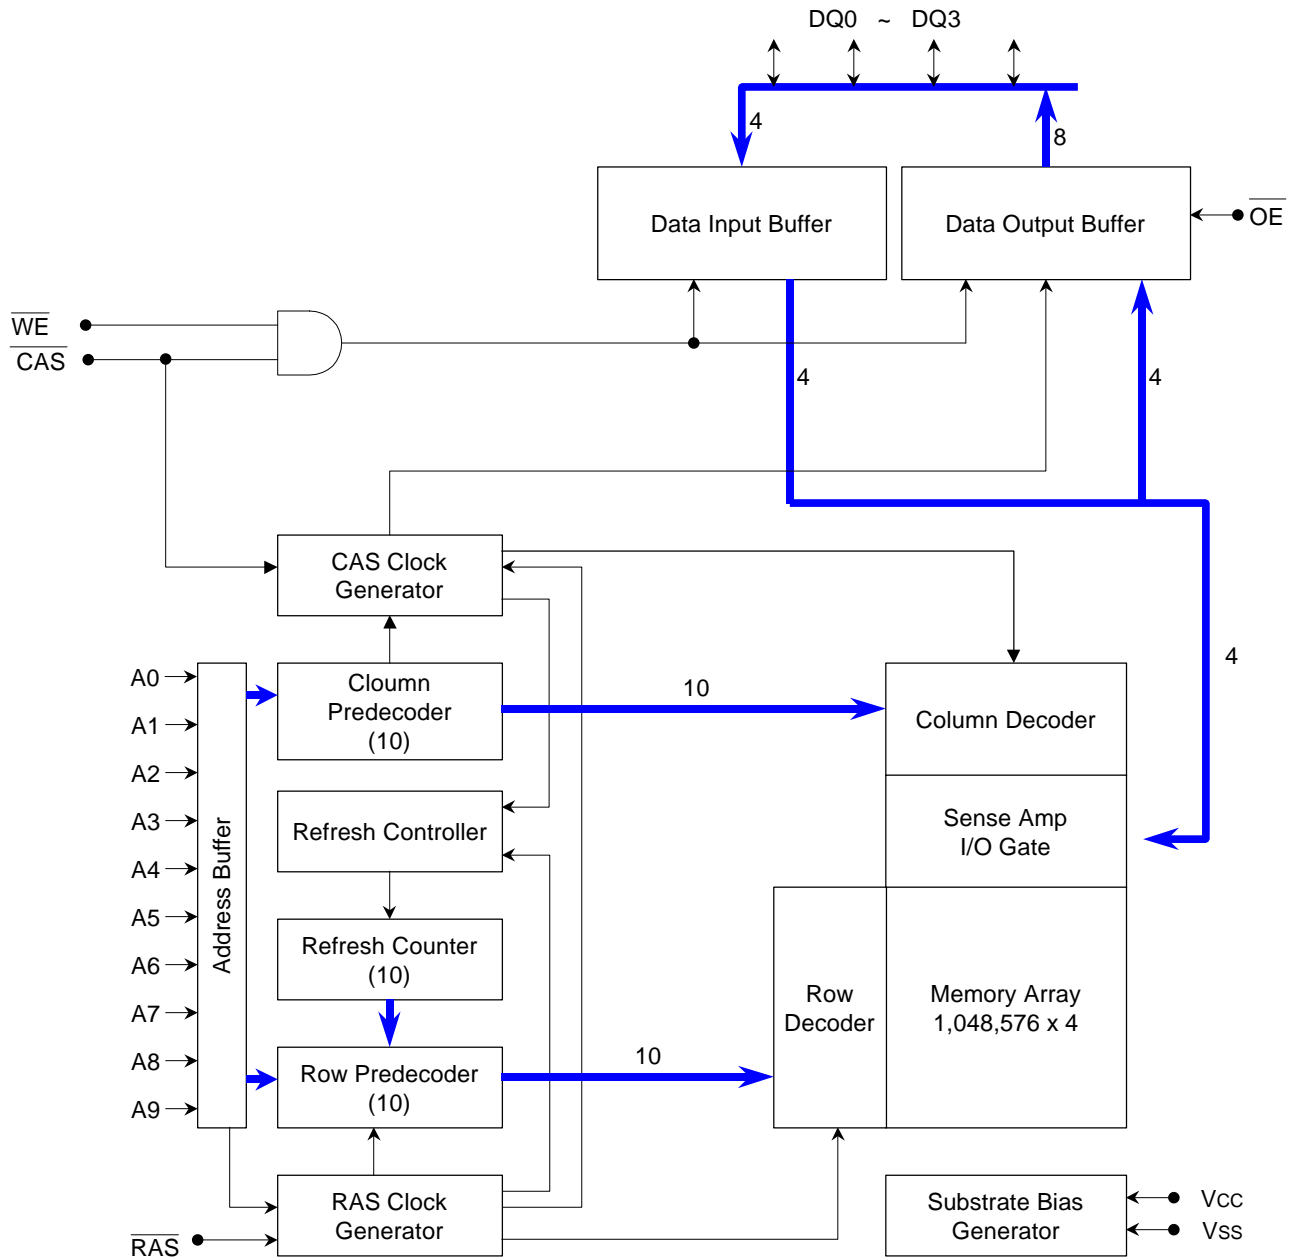 DQ0 ~ DQ3
4
8
Data Input Buffer
Data Output Buffer
OE
WE
CAS
4
4
CAS Clock
Generator
4
A0
A1
A2
A3
A4
A5
A6
A7
A8
A9
Address Buffer
Cloumn
Predecoder
(10)
10
Column Decoder
Refresh Controller
Sense Amp
I/O Gate
Refresh Counter
(10)
Row
Decoder
Memory Array
1,048,576 x 4
Row Predecoder
(10)
10
RAS Clock
Generator
RAS
Substrate Bias
Generator
Vcc
Vss